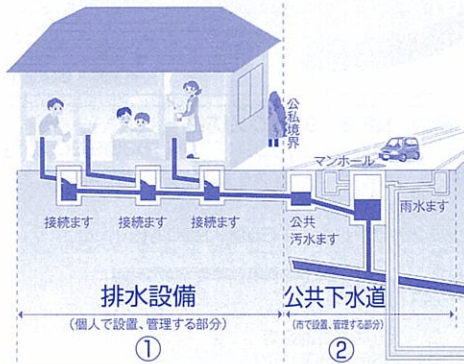 公私境界
マンホール
接続ます
接続ます
接続ます
公共
汚水ます
雨水ます
排水設備
公共下水道
(個人で設置、管理する部分)
(市で設置、管理する部分)
①
②